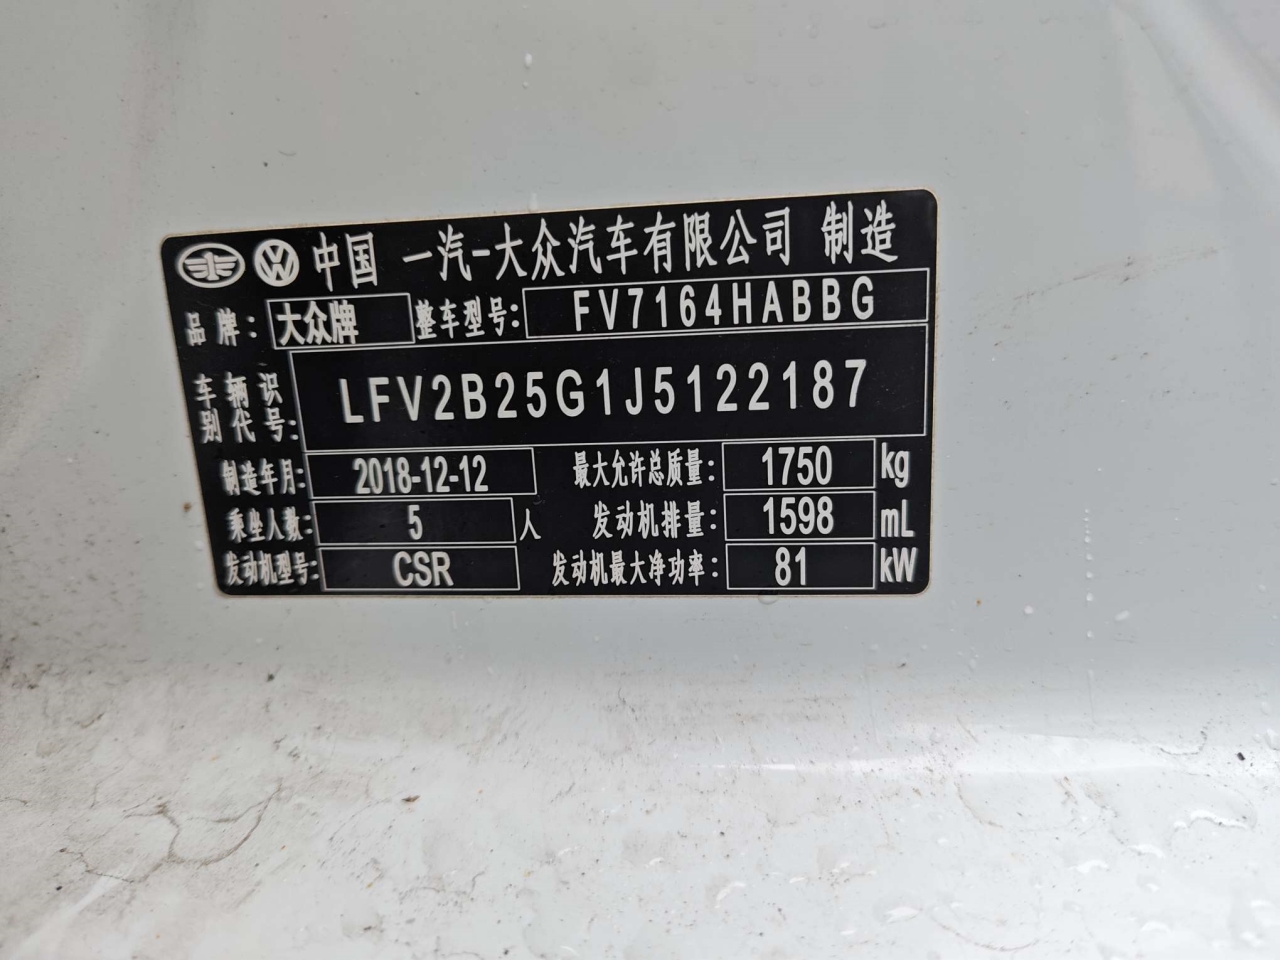 中国 一汽-大众汽车有限公司 制造
品牌: 大众牌 整车型号: FV7164HABBG
车辆识别代号: LFV2B25G1J5122187
制造年月: 2018-12-12 最大允许总质量: 1750 kg
乘坐人数: 5 人 发动机排量: 1598 mL
发动机型号: CSR 发动机最大净功率: 81 kW